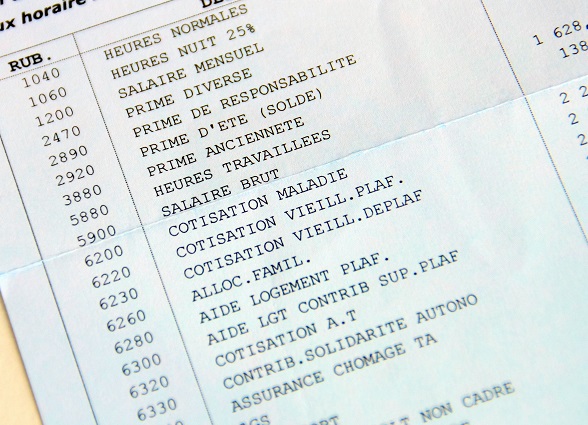 ux horaire
RUB.
1040 HEURES NORMALES
1060 HEURES NUIT 25%
1200 SALAIRE MENSUEL 1 628,
2470 PRIME DIVERSE 138
2890 PRIME DE RESPONSABILITE
2920 PRIME D'ETE (SOLDE)
3880 PRIME ANCIENNETE
5880 HEURES TRAVAILLEES
5900 SALAIRE BRUT
6200 COTISATION MALADIE
6220 COTISATION VIEILL.PLAF.
6230 COTISATION VIEILL.DEPLAF
6260 ALLOC.FAMIL.
6280 AIDE LOGEMENT PLAF.
6300 AIDE LGT CONTRIB SUP.PLAF
6320 COTISATION A.T
6330 CONTRIB.SOLIDARITE AUTONO
ASSURANCE CHOMAGE TA
NON CADRE